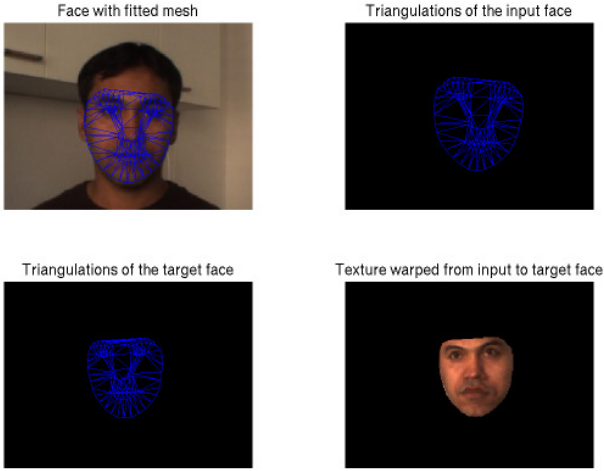 Face with fitted mesh
Triangulations of the input face
Triangulations of the target face
Texture warped from input to target face